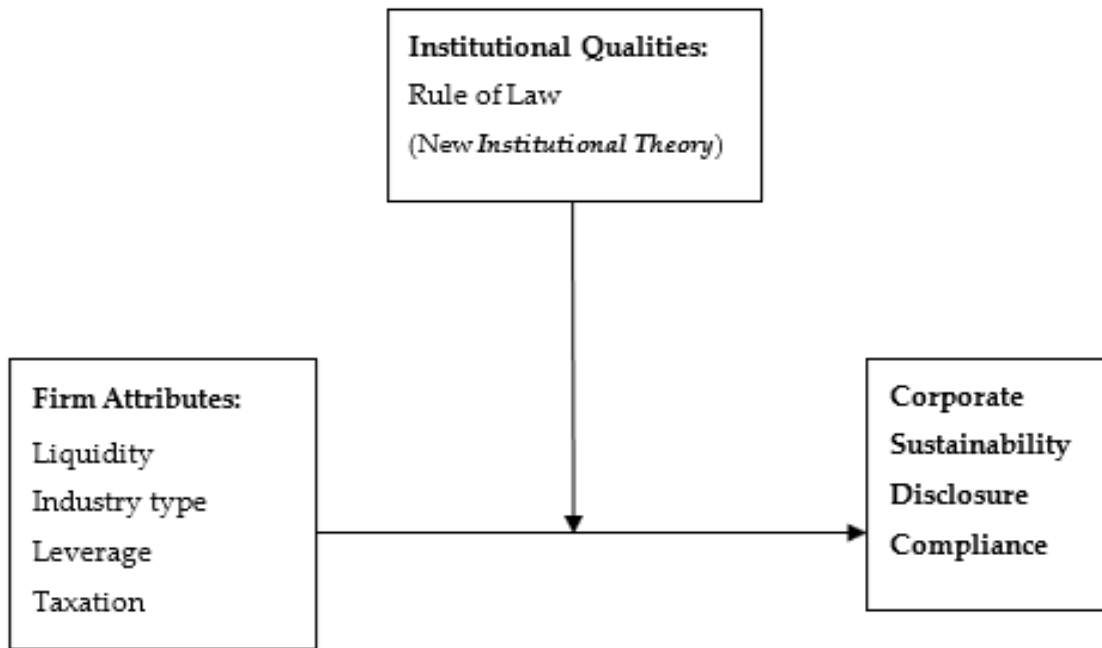 Institutional Qualities:
Rule of Law
(New Institutional Theory)
Firm Attributes:
Liquidity
Industry type
Leverage
Taxation
Corporate
Sustainability
Disclosure
Compliance